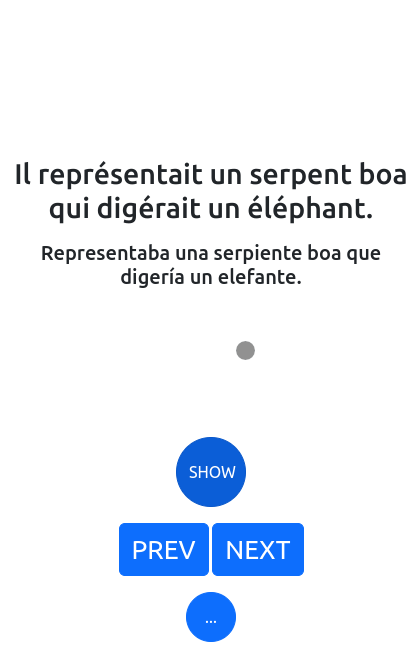 Il représentait un serpent boa
qui digérait un éléphant.
Representaba una serpiente boa que
digería un elefante.
SHOW
PREV NEXT
...